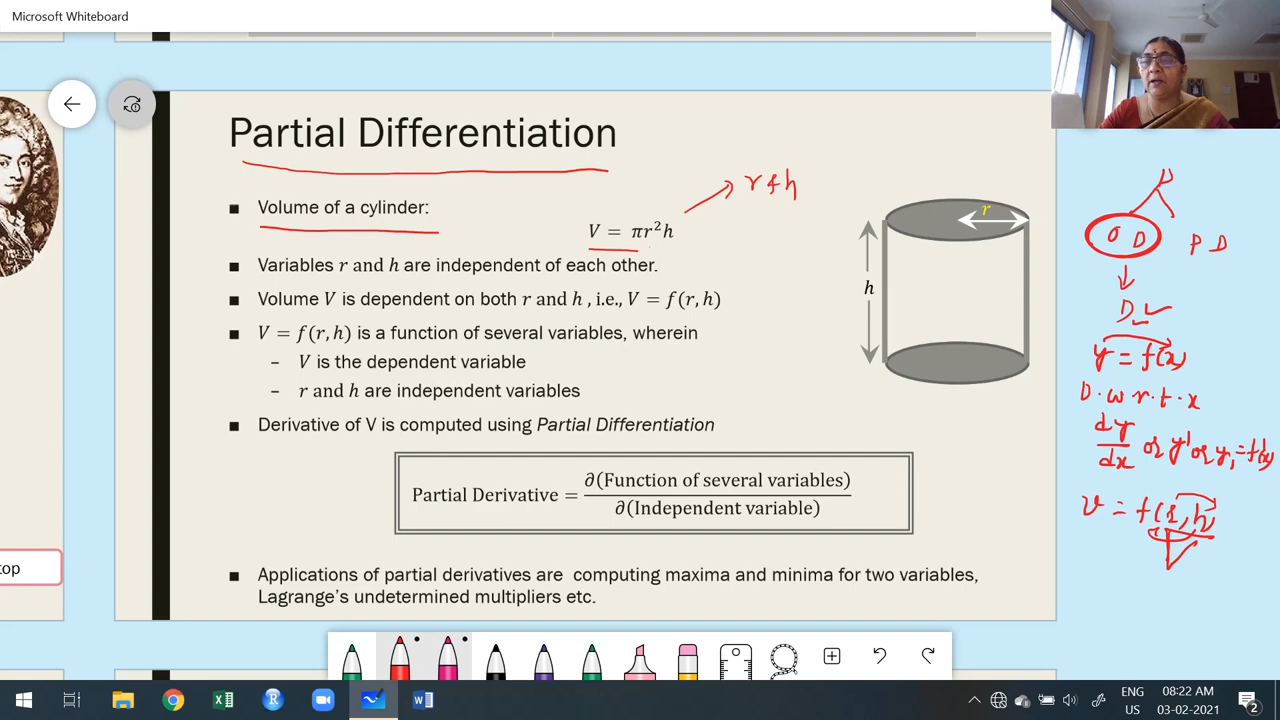 Microsoft Whiteboard
Partial Differentiation
r & h
Volume of a cylinder:
V = πr²h
Variables r and h are independent of each other.
Volume V is dependent on both r and h , i.e., V = f(r, h)
V = f(r, h) is a function of several variables, wherein
– V is the dependent variable
– r and h are independent variables
Derivative of V is computed using Partial Differentiation
Partial Derivative = ∂(Function of several variables) / ∂(Independent variable)
Applications of partial derivatives are computing maxima and minima for two variables,
Lagrange's undetermined multipliers etc.
r
h
D
O D
P D
D ✓
y = f(x)
D. w r. t. x
dy/dx or y' or y₁ = f'(x)
v = f(r, h)
top
ENG
US
08:22 AM
03-02-2021
2